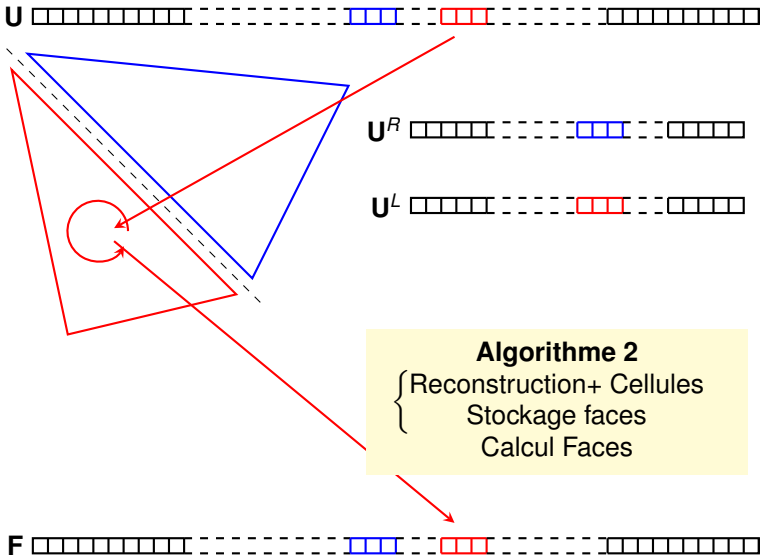 U
U^R
U^L
Algorithme 2
Reconstruction+ Cellules
Stockage faces
Calcul Faces
F